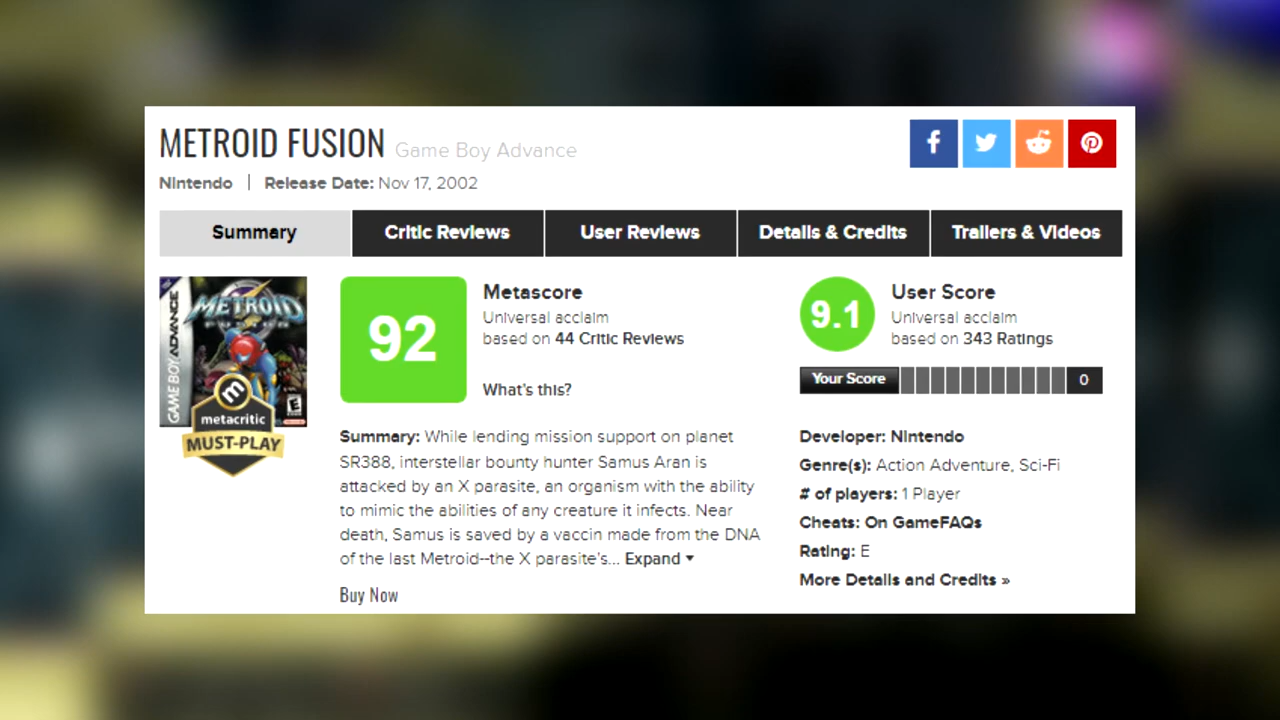 METROID FUSION Game Boy Advance
Nintendo | Release Date: Nov 17, 2002
Summary Critic Reviews User Reviews Details & Credits Trailers & Videos
GAME BOY ADVANCE
METROID
FUSION
E
metacritic
MUST-PLAY
92
Metascore
Universal acclaim
based on 44 Critic Reviews
What's this?
Summary: While lending mission support on planet
SR388, interstellar bounty hunter Samus Aran is
attacked by an X parasite, an organism with the ability
to mimic the abilities of any creature it infects. Near
death, Samus is saved by a vaccin made from the DNA
of the last Metroid--the X parasite's... Expand
Buy Now
9.1
User Score
Universal acclaim
based on 343 Ratings
Your Score 0
Developer: Nintendo
Genre(s): Action Adventure, Sci-Fi
# of players: 1 Player
Cheats: On GameFAQs
Rating: E
More Details and Credits »